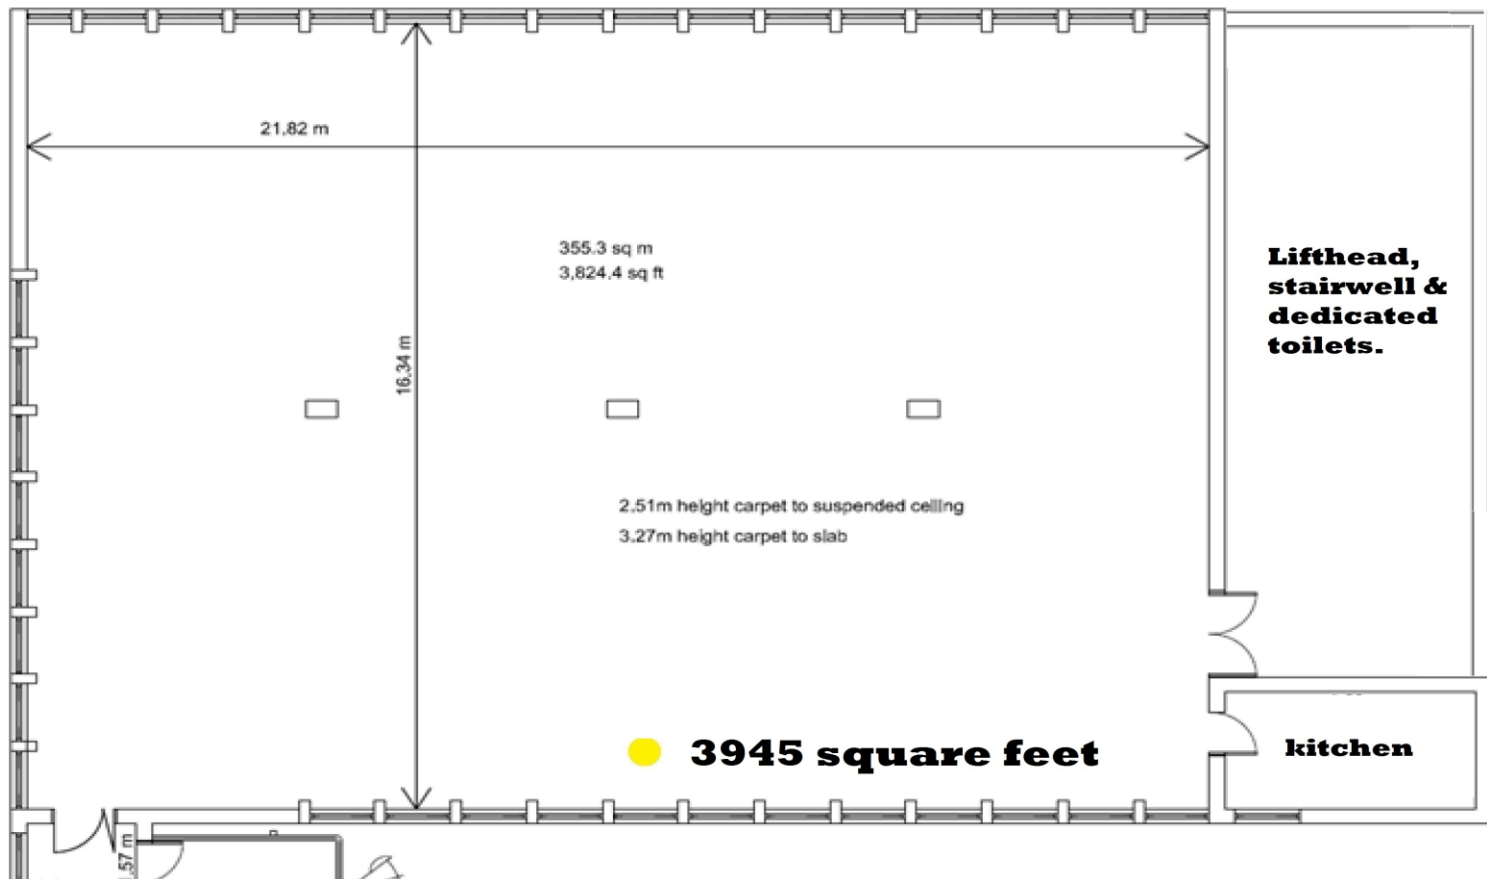 21.82 m
355.3 sq m
3,824.4 sq ft
16.34 m
Lifthead,
stairwell &
dedicated
toilets.
2.51m height carpet to suspended ceiling
3.27m height carpet to slab
3945 square feet
kitchen
.57 m